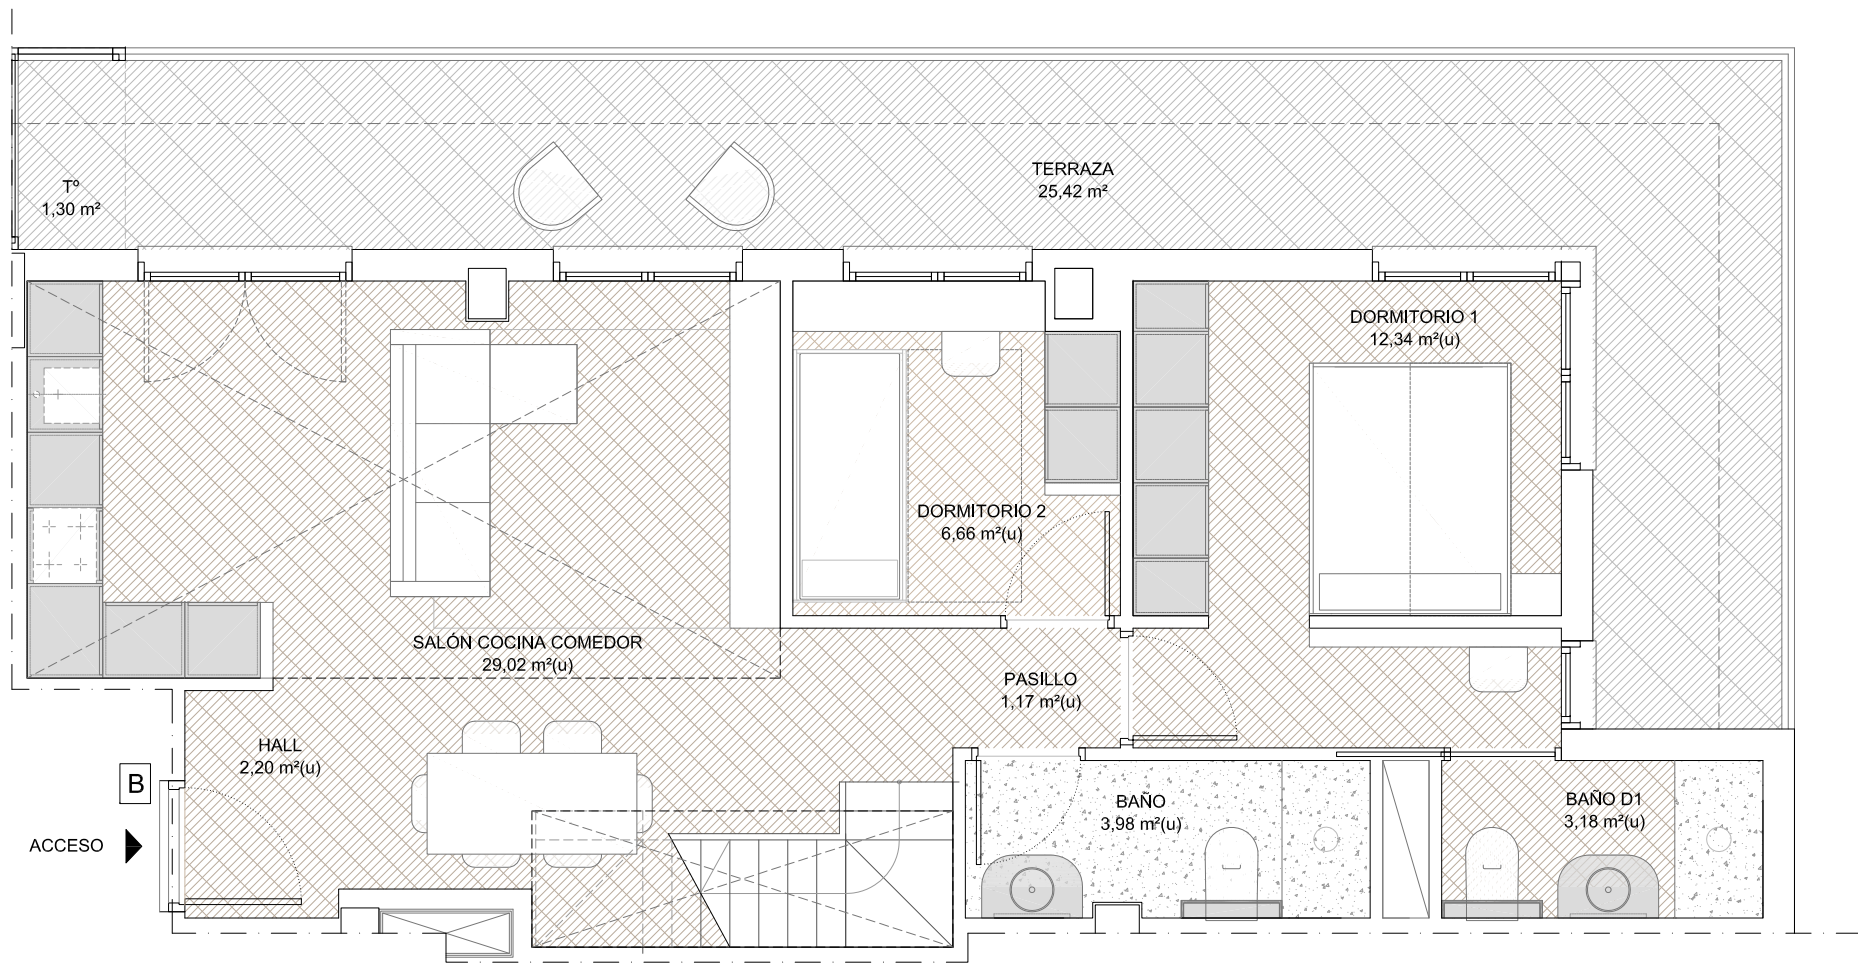 TERRAZA
25,42 m²
Tº
1,30 m²
DORMITORIO 1
12,34 m²(u)
DORMITORIO 2
6,66 m²(u)
SALÓN COCINA COMEDOR
29,02 m²(u)
PASILLO
1,17 m²(u)
HALL
2,20 m²(u)
B
ACCESO
BAÑO
3,98 m²(u)
BAÑO D1
3,18 m²(u)